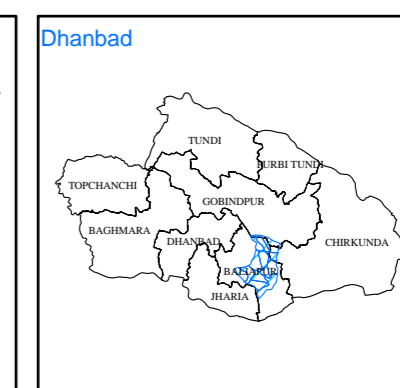 Dhanbad
TUNDI
PURBI TUNDI
TOPCHANCHI
GOBINDPUR
BAGHMARA
DHANBAD
CHIRKUNDA
BALIAPUR
JHARIA